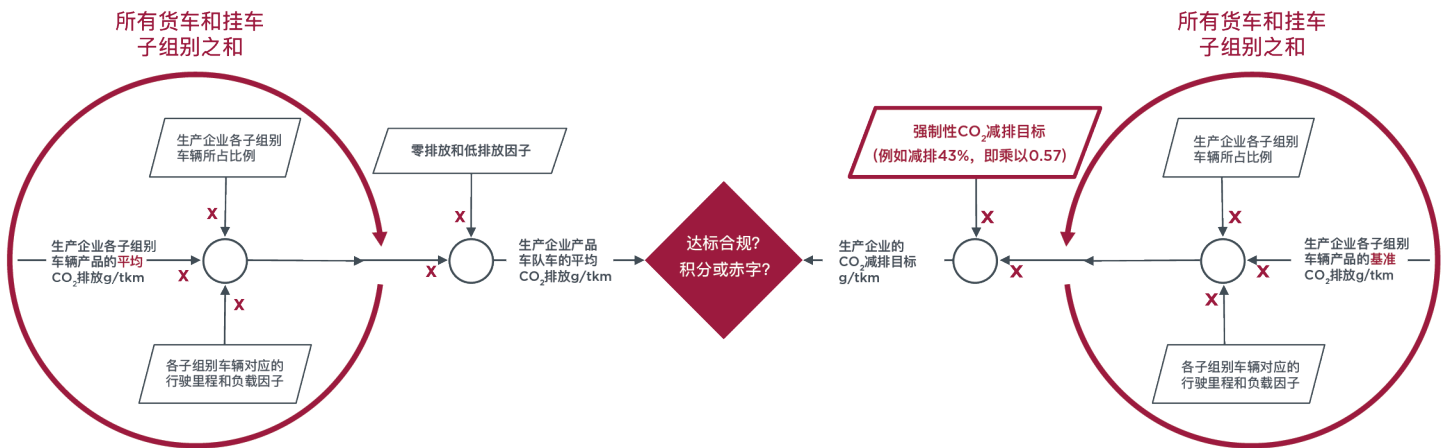 所有货车和挂车
子组别之和
生产企业各子组别
车辆所占比例
零排放和低排放因子
X
X
生产企业各子组别
车辆产品的平均
CO₂排放g/tkm
X
X
生产企业产品
车队车的平均
CO₂排放g/tkm
X
各子组别车辆对应的
行驶里程和负载因子
达标合规?
积分或赤字?
所有货车和挂车
子组别之和
强制性CO₂减排目标
(例如减排43%，即乘以0.57)
生产企业各子组别
车辆所占比例
X
X
生产企业的
CO₂减排目标
g/tkm
X
X
生产企业各子组别
车辆产品的基准
CO₂排放g/tkm
X
各子组别车辆对应的
行驶里程和负载因子